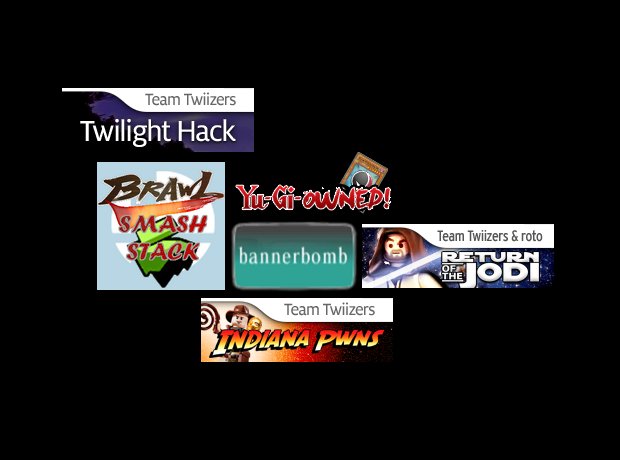 Team Twiizers
Twilight Hack
BRAWL
SMASH
STACK
Yu-Gi-OWNED!
bannerbomb
Team Twiizers & roto
RETURN
OF THE JODI
Team Twiizers
INDIANA PWNS